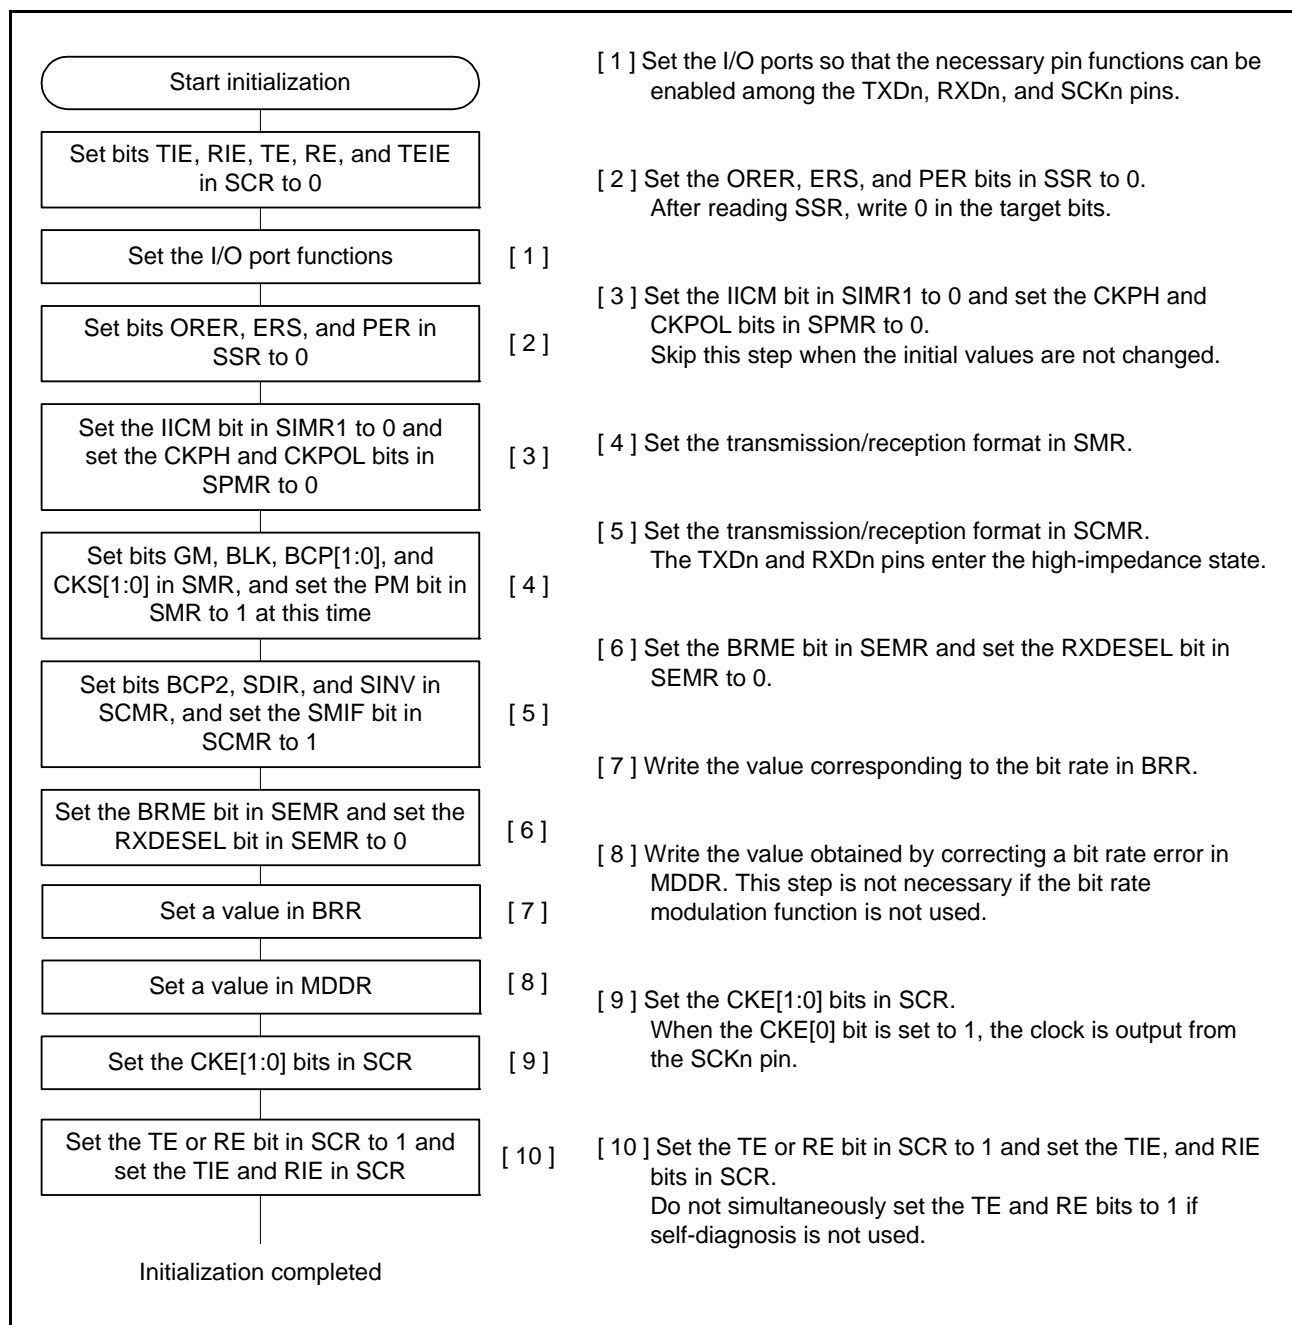 Start initialization
Set bits TIE, RIE, TE, RE, and TEIE
in SCR to 0
Set the I/O port functions
[ 1 ]
Set bits ORER, ERS, and PER in
SSR to 0
[ 2 ]
Set the IICM bit in SIMR1 to 0 and
set the CKPH and CKPOL bits in
SPMR to 0
[ 3 ]
Set bits GM, BLK, BCP[1:0], and
CKS[1:0] in SMR, and set the PM bit in
SMR to 1 at this time
[ 4 ]
Set bits BCP2, SDIR, and SINV in
SCMR, and set the SMIF bit in
SCMR to 1
[ 5 ]
Set the BRME bit in SEMR and set the
RXDESEL bit in SEMR to 0
[ 6 ]
Set a value in BRR
[ 7 ]
Set a value in MDDR
[ 8 ]
Set the CKE[1:0] bits in SCR
[ 9 ]
Set the TE or RE bit in SCR to 1 and
set the TIE and RIE in SCR
[ 10 ]
Initialization completed
[ 1 ] Set the I/O ports so that the necessary pin functions can be
enabled among the TXDn, RXDn, and SCKn pins.
[ 2 ] Set the ORER, ERS, and PER bits in SSR to 0.
After reading SSR, write 0 in the target bits.
[ 3 ] Set the IICM bit in SIMR1 to 0 and set the CKPH and
CKPOL bits in SPMR to 0.
Skip this step when the initial values are not changed.
[ 4 ] Set the transmission/reception format in SMR.
[ 5 ] Set the transmission/reception format in SCMR.
The TXDn and RXDn pins enter the high-impedance state.
[ 6 ] Set the BRME bit in SEMR and set the RXDESEL bit in
SEMR to 0.
[ 7 ] Write the value corresponding to the bit rate in BRR.
[ 8 ] Write the value obtained by correcting a bit rate error in
MDDR. This step is not necessary if the bit rate
modulation function is not used.
[ 9 ] Set the CKE[1:0] bits in SCR.
When the CKE[0] bit is set to 1, the clock is output from
the SCKn pin.
[ 10 ] Set the TE or RE bit in SCR to 1 and set the TIE, and RIE
bits in SCR.
Do not simultaneously set the TE and RE bits to 1 if
self-diagnosis is not used.